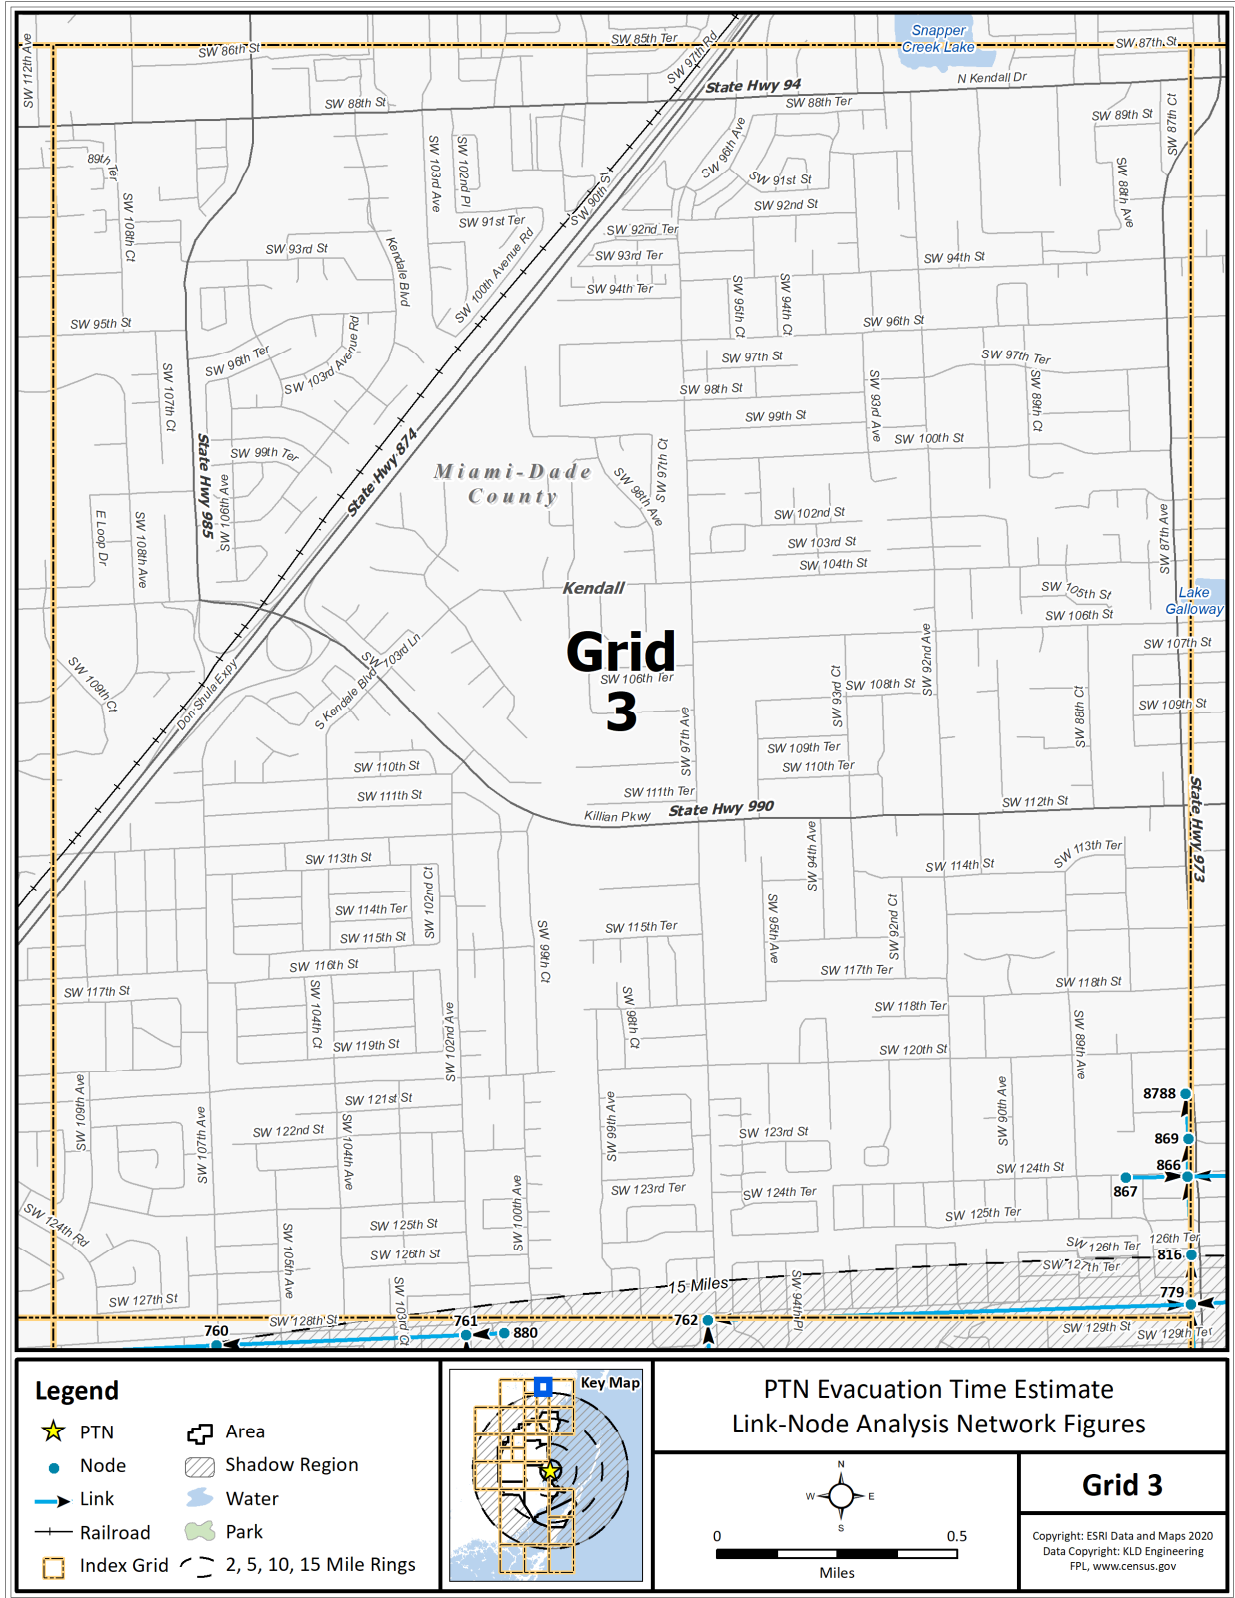 SW 112th Ave
SW 86th St
SW 85th Ter
SW 97th Rd
Snapper
Creek Lake
SW 87th St
N Kendall Dr
State Hwy 94
SW 88th St
SW 88th Ter
SW 89th St
SW 87th Ct
89th Ter
SW 103rd Ave
SW 102nd Pl
SW 96th Ave
SW 91st St
SW 88th Ave
SW 90th St
SW 92nd St
SW 108th Ct
SW 91st Ter
SW 92nd Ter
SW 93rd St
Kendale Blvd
SW 100th Avenue Rd
SW 93rd Ter
SW 94th St
SW 94th Ter
SW 95th Ct
SW 94th Ct
SW 95th St
SW 96th St
SW 96th Ter
SW 103rd Avenue Rd
SW 97th St
SW 97th Ter
SW 107th Ct
SW 98th St
SW 93rd Ave
SW 89th Ct
SW 99th St
State Hwy 985
SW 99th Ter
State Hwy 874
SW 100th St
Miami-Dade
County
SW 97th Ct
SW 98th Ave
SW 106th Ave
E Loop Dr
SW 108th Ave
SW 102nd St
SW 87th Ave
SW 103rd St
SW 104th St
Kendall
SW 105th St
Lake
Galloway
SW 106th St
Grid
3
SW 703rd Ln
SW 92nd Ave
SW 107th St
SW 109th Ct
Don Shula Expy
S Kendale Blvd
SW 106th Ter
SW 93rd Ct
SW 108th St
SW 88th Ct
SW 109th St
SW 97th Ave
SW 109th Ter
SW 110th St
SW 110th Ter
SW 111th St
SW 111th Ter
State Hwy 990
SW 112th St
Killian Pkwy
State Hwy 973
SW 113th St
SW 94th Ave
SW 114th St
SW 113th Ter
SW 102nd Ct
SW 114th Ter
SW 115th St
SW 99th Ct
SW 115th Ter
SW 95th Ave
SW 92nd Ct
SW 116th St
SW 117th Ter
SW 117th St
SW 118th St
SW 104th Ct
SW 98th Ct
SW 118th Ter
SW 102nd Ave
SW 119th St
SW 120th St
SW 89th Ave
SW 109th Ave
SW 121st St
SW 99th Ave
SW 90th Ave
8788
SW 107th Ave
SW 122nd St
SW 104th Ave
SW 123rd St
869
866
SW 124th St
867
SW 123rd Ter
SW 124th Ter
SW 124th Rd
SW 100th Ave
SW 125th St
SW 125th Ter
SW 105th Ave
SW 126th St
SW 126th Ter
126th Ter
816
SW 127th Ter
15 Miles
SW 94th Pl
SW 127th St
SW 103rd Ct
779
SW 128th St
760
761
880
762
SW 129th St
SW 129th Ter
Legend
PTN
Area
Node
Shadow Region
Link
Water
Railroad
Park
Index Grid
2, 5, 10, 15 Mile Rings
Key Map
PTN Evacuation Time Estimate
Link-Node Analysis Network Figures
N
W
E
S
0
0.5
Miles
Grid 3
Copyright: ESRI Data and Maps 2020
Data Copyright: KLD Engineering
FPL, www.census.gov